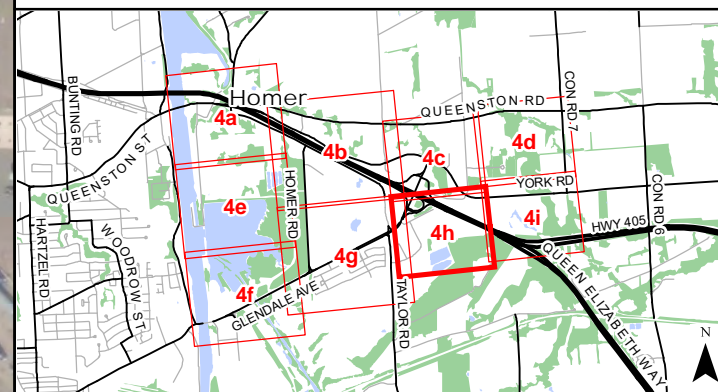 Homer
4a
4b
4c
4d
4e
4f
4g
4h
4i
BUNTING RD
QUEENSTON ST
HARTZEL RD
WOODROW ST
HOMER RD
GLENDALE AVE
TAYLOR RD
QUEENSTON RD
YORK RD
CON RD 7
CON RD 6
HWY 405
QUEEN ELIZABETH WAY
N